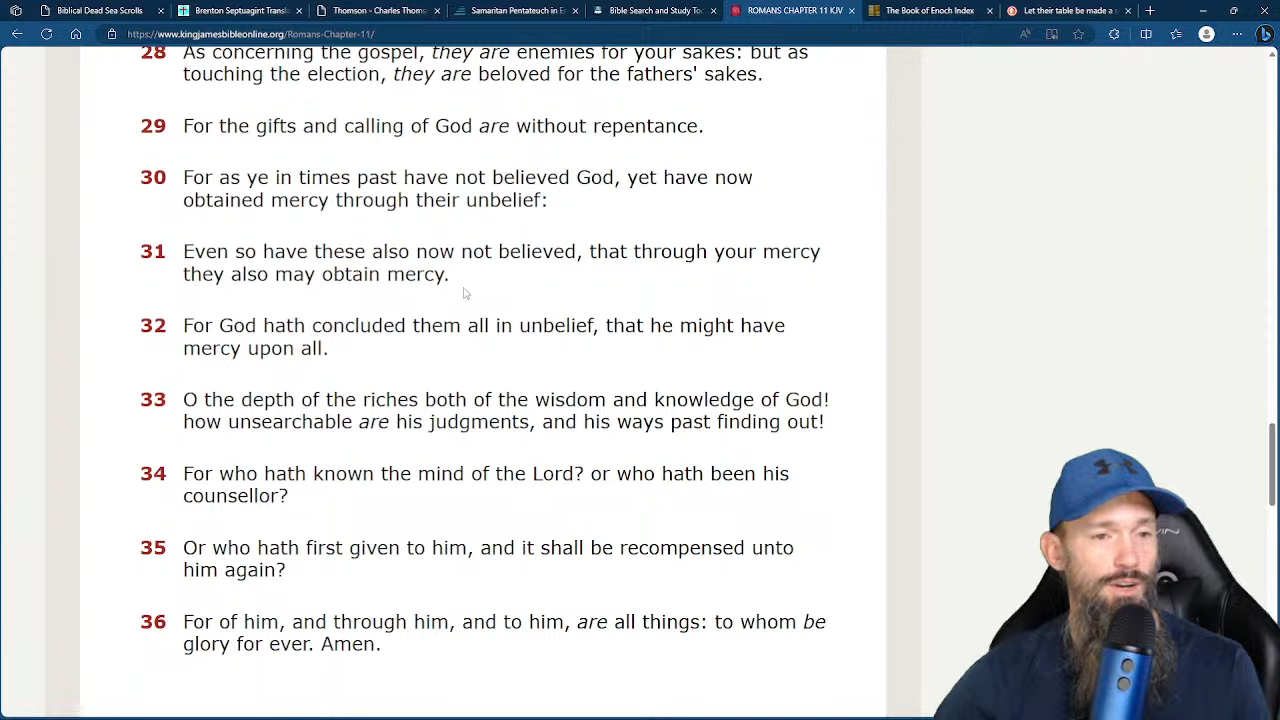 Biblical Dead Sea Scrolls
Brenton Septuagint Transl
Thomson - Charles Thoms
Samaritan Pentateuch in E
Bible Search and Study To
ROMANS CHAPTER 11 KJV
The Book of Enoch Index
Let their table be made a s
https://www.kingjamesbibleonline.org/Romans-Chapter-11/
28 As concerning the gospel, they are enemies for your sakes: but as
touching the election, they are beloved for the fathers' sakes.
29 For the gifts and calling of God are without repentance.
30 For as ye in times past have not believed God, yet have now
obtained mercy through their unbelief:
31 Even so have these also now not believed, that through your mercy
they also may obtain mercy.
32 For God hath concluded them all in unbelief, that he might have
mercy upon all.
33 O the depth of the riches both of the wisdom and knowledge of God!
how unsearchable are his judgments, and his ways past finding out!
34 For who hath known the mind of the Lord? or who hath been his
counsellor?
35 Or who hath first given to him, and it shall be recompensed unto
him again?
36 For of him, and through him, and to him, are all things: to whom be
glory for ever. Amen.